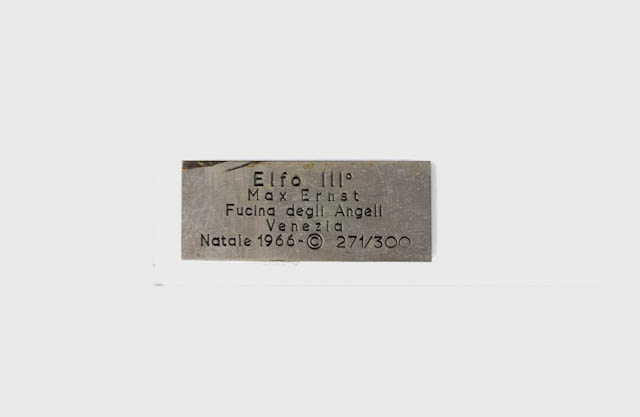 Elfo III°
Max Ernst
Fucina degli Angeli
Venezia
Natale 1966-© 271/300